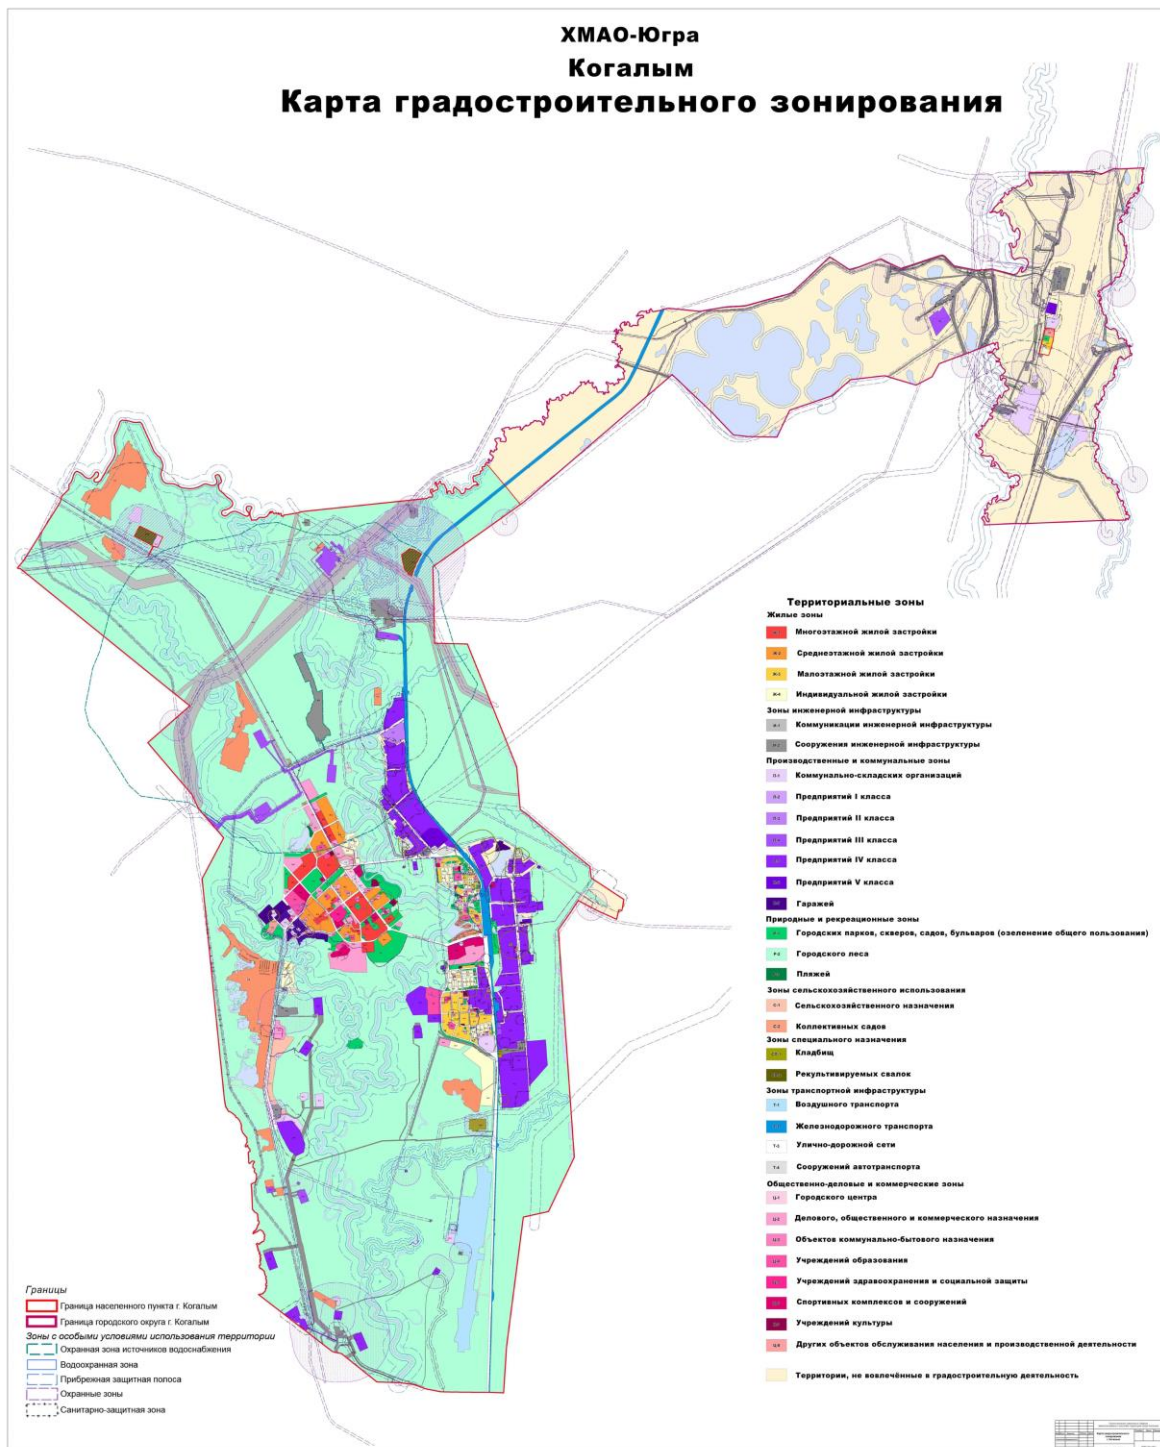 ХМАО-Югра
Когалым
Карта градостроительного зонирования
Территориальные зоны
Жилые зоны
Многоэтажной жилой застройки
Среднеэтажной жилой застройки
Малоэтажной жилой застройки
Индивидуальной жилой застройки
Зоны инженерной инфраструктуры
Коммуникации инженерной инфраструктуры
Сооружения инженерной инфраструктуры
Производственные и коммунальные зоны
Коммунально-складских организаций
Предприятий I класса
Предприятий II класса
Предприятий III класса
Предприятий IV класса
Предприятий V класса
Гаражей
Природные и рекреационные зоны
Городских парков, скверов, садов, бульваров (озеленение общего пользования)
Городского леса
Пляжей
Зоны сельскохозяйственного использования
Сельскохозяйственного назначения
Коллективных садов
Зоны специального назначения
Кладбищ
Рекультивируемых свалок
Зоны транспортной инфраструктуры
Воздушного транспорта
Железнодорожного транспорта
Улично-дорожной сети
Сооружений автотранспорта
Общественно-деловые и коммерческие зоны
Городского центра
Делового, общественного и коммерческого назначения
Объектов коммунально-бытового назначения
Учреждений образования
Учреждений здравоохранения и социальной защиты
Спортивных комплексов и сооружений
Учреждений культуры
Других объектов обслуживания населения и производственной деятельности
Территории, не вовлечённые в градостроительную деятельность
Границы
Граница населенного пункта г. Когалым
Граница городского округа г. Когалым
Зоны с особыми условиями использования территории
Охранная зона источников водоснабжения
Водоохранная зона
Прибрежная защитная полоса
Охранные зоны
Санитарно-защитная зона